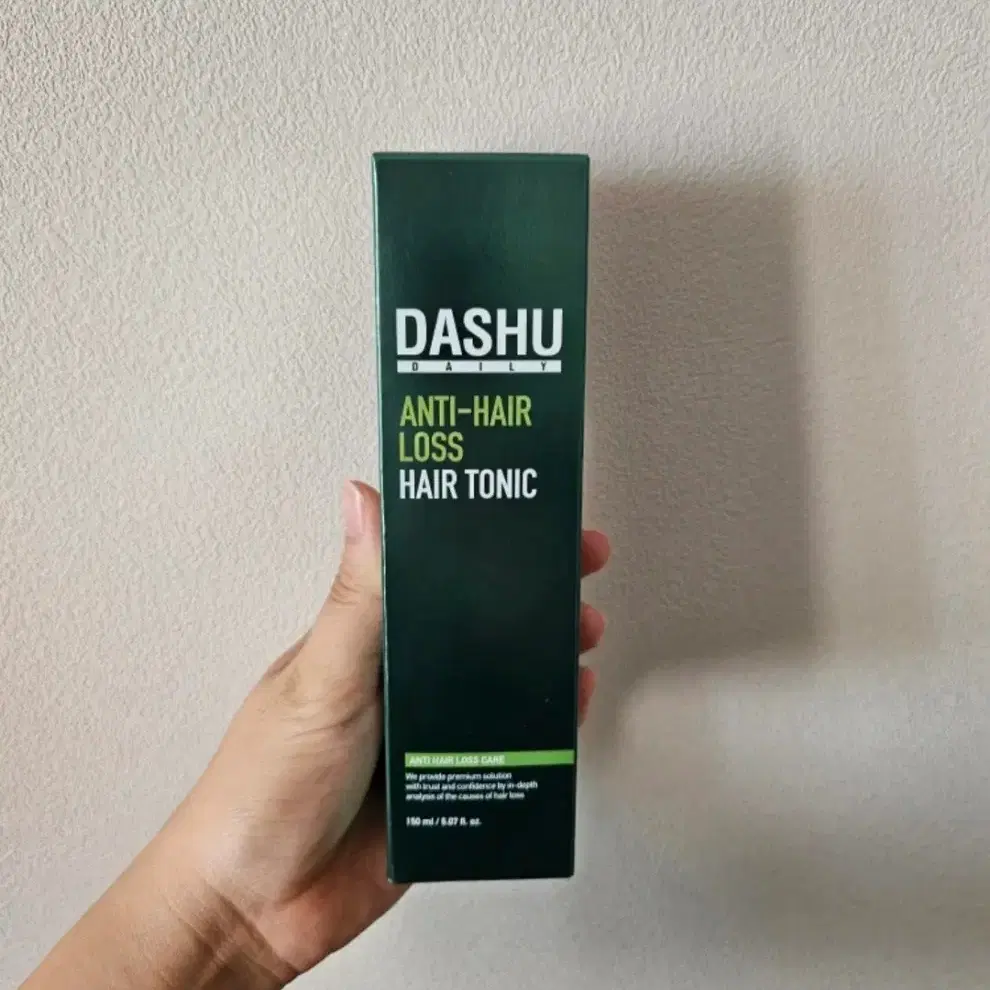 DASHU
DAILY
ANTI-HAIR
LOSS
HAIR TONIC
ANTI HAIR LOSS CARE
We provide premium solution
with trust and confidence by in-depth
analysis of the causes of hair loss
150 ml / 5.07 fl. oz.